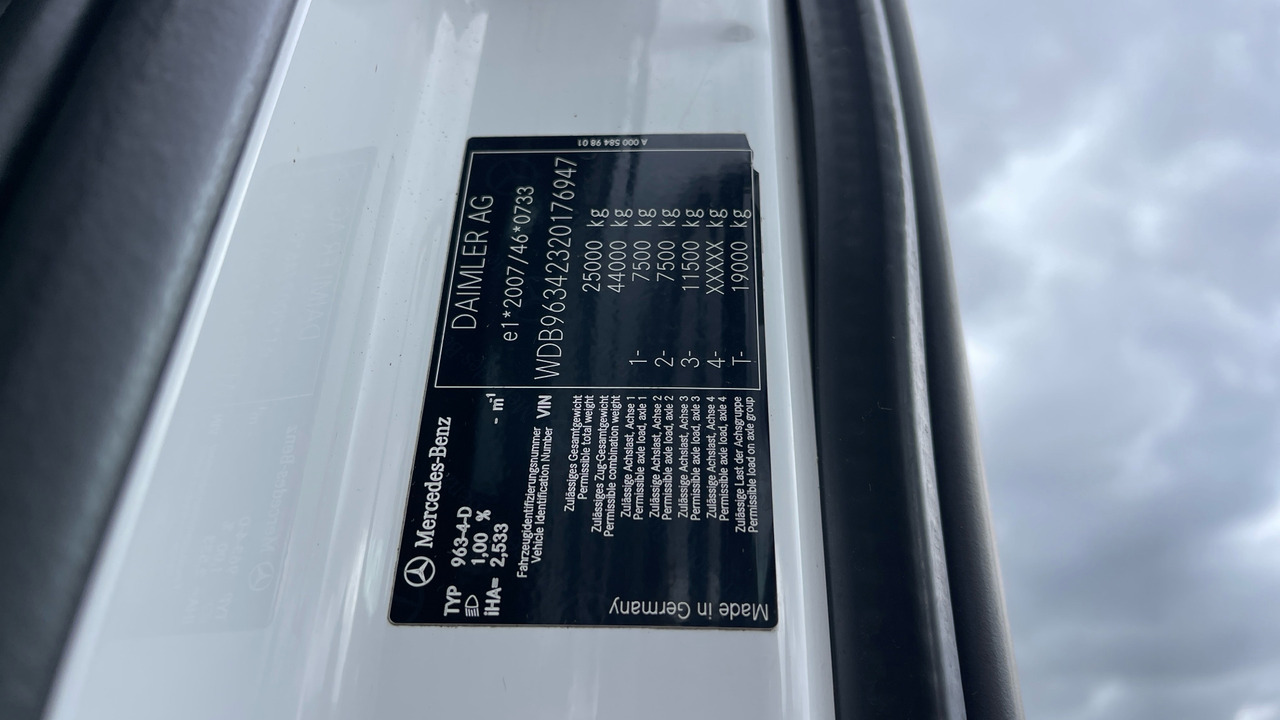 Mercedes-Benz
DAIMLER AG
TYP 963-4-D
1,00 %
iHA= 2,533
- m⁻¹
e1*2007/46*0733
Fahrzeugidentifizierungsnummer
Vehicle Identification Number VIN
WDB9634232O176947
Zulässiges Gesamtgewicht
Permissible total weight
25000 kg
Zulässiges Zug-Gesamtgewicht
Permissible combination weight
44000 kg
Zulässige Achslast, Achse 1
Permissible axle load, axle 1
1- 7500 kg
Zulässige Achslast, Achse 2
Permissible axle load, axle 2
2- 7500 kg
Zulässige Achslast, Achse 3
Permissible axle load, axle 3
3- 11500 kg
Zulässige Achslast, Achse 4
Permissible axle load, axle 4
4- XXXXX kg
Zulässige Last der Achsgruppe
Permissible load on axle group
T- 19000 kg
Made in Germany
A 000 584 98 01